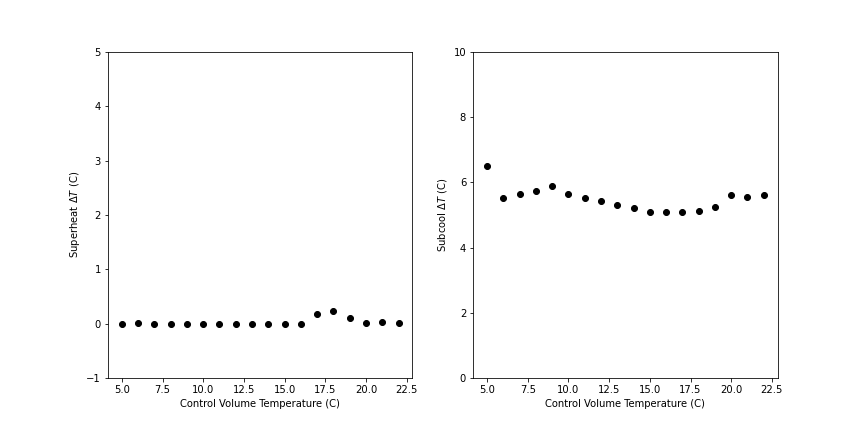 5
4
3
2
1
0
−1
Superheat ΔT (C)
5.0 7.5 10.0 12.5 15.0 17.5 20.0 22.5
Control Volume Temperature (C)
10
8
6
4
2
0
Subcool ΔT (C)
5.0 7.5 10.0 12.5 15.0 17.5 20.0 22.5
Control Volume Temperature (C)